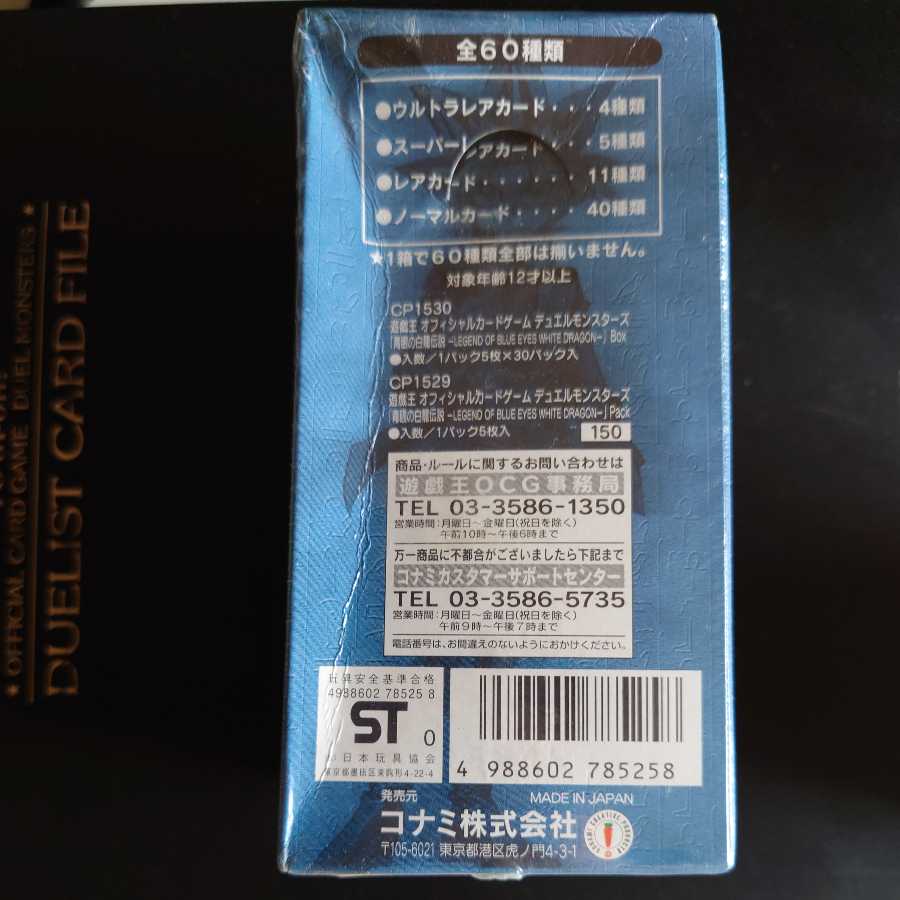 全60種類
●ウルトラレアカード・・・4種類
●スーパーレアカード・・・5種類
●レアカード・・・・・・11種類
●ノーマルカード・・・・40種類
★1箱で60種類全部は揃いません。
対象年齢12才以上
CP1530
遊戯王 オフィシャルカードゲーム デュエルモンスターズ
「青眼の白龍伝説 −LEGEND OF BLUE EYES WHITE DRAGON−」Box
●入数/1パック5枚×30パック入
CP1529
遊戯王 オフィシャルカードゲーム デュエルモンスターズ
「青眼の白龍伝説 −LEGEND OF BLUE EYES WHITE DRAGON−」Pack
●入数/1パック5枚入
150
商品・ルールに関するお問い合わせは
遊戯王OCG事務局
TEL 03-3586-1350
営業時間:月曜日〜金曜日(祝日を除く)
午前10時〜午後6時まで
万一商品に不都合がございましたら下記まで
コナミカスタマーサポートセンター
TEL 03-3586-5735
営業時間:月曜日〜金曜日(祝日を除く)
午前9時〜午後7時まで
電話番号は、お間違えのないようにおかけください。
玩具安全基準合格
4988602 78525 8
ST 0
日本玩具協会
東京都墨田区東駒形4-22-4
4 988602 785258
発売元
MADE IN JAPAN
コナミ株式会社
〒105-6021 東京都港区虎ノ門4-3-1
KONAMI CREATIVE PRODUCTS
★OFFICIAL CARD GAME DUEL MONSTERS★
DUELIST CARD FILE